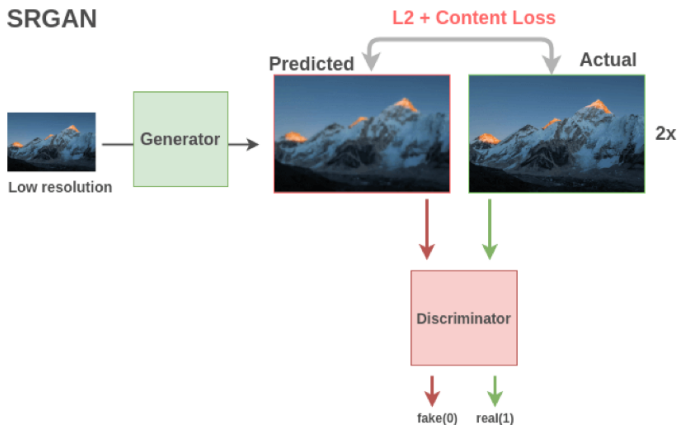 SRGAN
L2 + Content Loss
Predicted
Actual
Generator
2x
Low resolution
Discriminator
fake(0)
real(1)